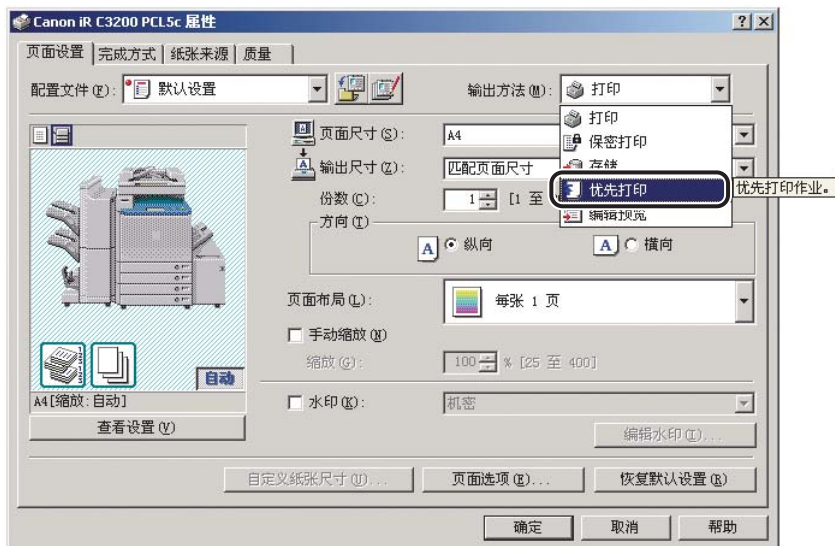 Canon iR C3200 PCL5c 属性
页面设置 完成方式 纸张来源 质量
配置文件(F): 默认设置 输出方法(M): 打印
打印
保密打印
存储
优先打印 优先打印作业。
编辑预览
页面尺寸(S): A4
输出尺寸(Z): 匹配页面尺寸
份数(C): 1 [1 至
方向(T)
A 纵向 A 横向
页面布局(L): 每张 1 页
手动缩放(N)
缩放(G): 100 % [25 至 400]
自动
A4[缩放:自动]
水印(K): 机密
查看设置(V) 编辑水印(I)...
自定义纸张尺寸(U)... 页面选项(E)... 恢复默认设置(R)
确定 取消 帮助